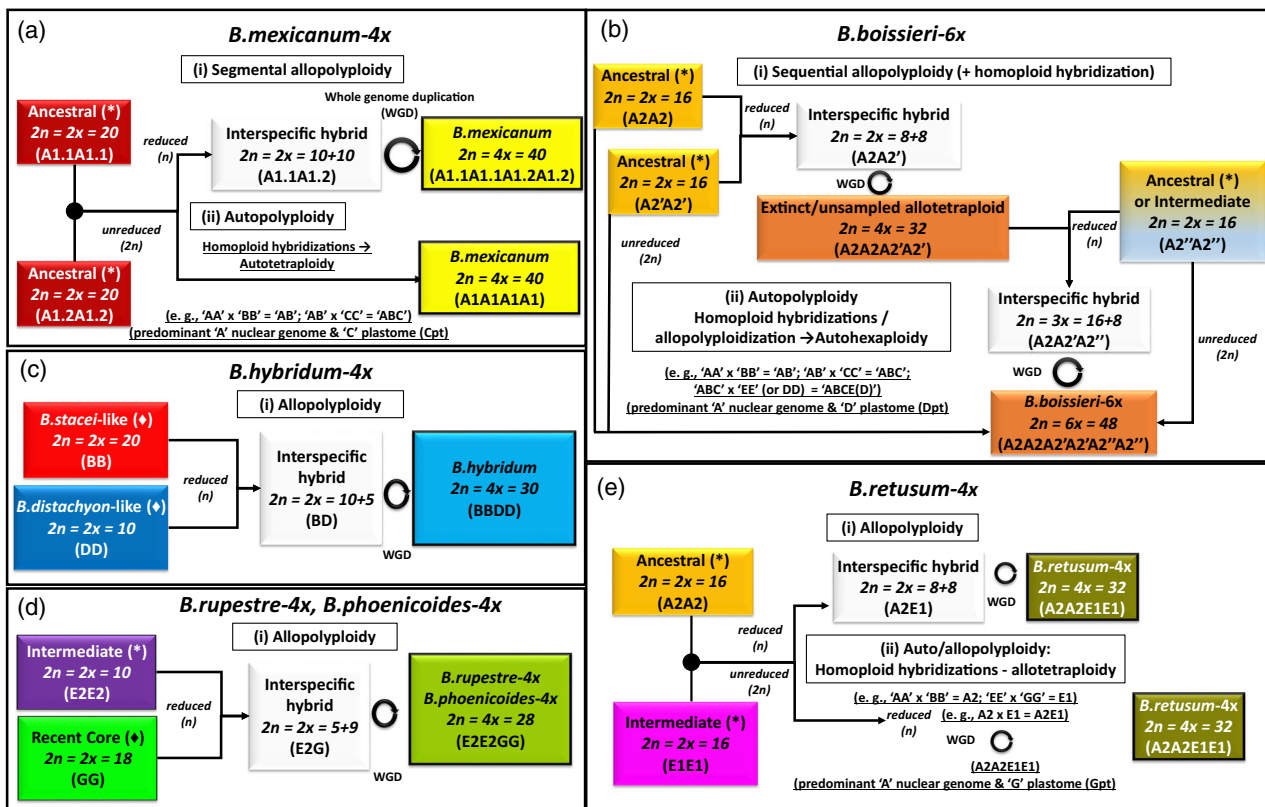 (a)
B.mexicanum-4x
(i) Segmental allopolyploidy
Ancestral (*)
2n = 2x = 20
(A1.1A1.1)
reduced
(n)
Interspecific hybrid
2n = 2x = 10+10
(A1.1A1.2)
Whole genome duplication
(WGD)
B.mexicanum
2n = 4x = 40
(A1.1A1.1A1.2A1.2)
(ii) Autopolyploidy
unreduced
(2n)
Homoploid hybridizations →
Autotetraploidy
Ancestral (*)
2n = 2x = 20
(A1.2A1.2)
B.mexicanum
2n = 4x = 40
(A1A1A1A1)
(e. g., ‘AA’ x ‘BB’ = ‘AB’; ‘AB’ x ‘CC’ = ‘ABC’)
(predominant ‘A’ nuclear genome & ‘C’ plastome (Cpt)
(b)
B.boissieri-6x
(i) Sequential allopolyploidy (+ homoploid hybridization)
Ancestral (*)
2n = 2x = 16
(A2A2)
reduced
(n)
Interspecific hybrid
2n = 2x = 8+8
(A2A2’)
Ancestral (*)
2n = 2x = 16
(A2’A2’)
WGD
Extinct/unsampled allotetraploid
2n = 4x = 32
(A2A2A2’A2’)
Ancestral (*)
or Intermediate
2n = 2x = 16
(A2’’A2’’)
reduced
(n)
unreduced
(2n)
(ii) Autopolyploidy
Homoploid hybridizations /
allopolyploidization →Autohexaploidy
Interspecific hybrid
2n = 3x = 16+8
(A2A2’A2’’)
unreduced
(2n)
WGD
(e. g., ‘AA’ x ‘BB’ = ‘AB’; ‘AB’ x ‘CC’ = ‘ABC’;
‘ABC’ x ‘EE’ (or DD) = ‘ABCE(D)’)
(predominant ‘A’ nuclear genome & ‘D’ plastome (Dpt)
B.boissieri-6x
2n = 6x = 48
(A2A2A2’A2’A2’’A2’’)
(c)
B.hybridum-4x
(i) Allopolyploidy
B.stacei-like (♦)
2n = 2x = 20
(BB)
reduced
(n)
B.distachyon-like (♦)
2n = 2x = 10
(DD)
Interspecific
hybrid
2n = 2x = 10+5
(BD)
WGD
B.hybridum
2n = 4x = 30
(BBDD)
(d)
B.rupestre-4x, B.phoenicoides-4x
(i) Allopolyploidy
Intermediate (*)
2n = 2x = 10
(E2E2)
reduced
(n)
Recent Core (♦)
2n = 2x = 18
(GG)
Interspecific
hybrid
2n = 2x = 5+9
(E2G)
WGD
B.rupestre-4x
B.phoenicoides-4x
2n = 4x = 28
(E2E2GG)
(e)
B.retusum-4x
(i) Allopolyploidy
Ancestral (*)
2n = 2x = 16
(A2A2)
Interspecific hybrid
2n = 2x = 8+8
(A2E1)
WGD
B.retusum-4x
2n = 4x = 32
(A2A2E1E1)
reduced
(n)
unreduced
(2n)
(ii) Auto/allopolyploidy:
Homoploid hybridizations - allotetraploidy
Intermediate (*)
2n = 2x = 16
(E1E1)
(e. g., ‘AA’ x ‘BB’ = A2; ‘EE’ x ‘GG’ = E1)
reduced
(n)
(e. g., A2 x E1 = A2E1)
WGD
(A2A2E1E1)
(predominant ‘A’ nuclear genome & ‘G’ plastome (Gpt)
B.retusum-4x
2n = 4x = 32
(A2A2E1E1)